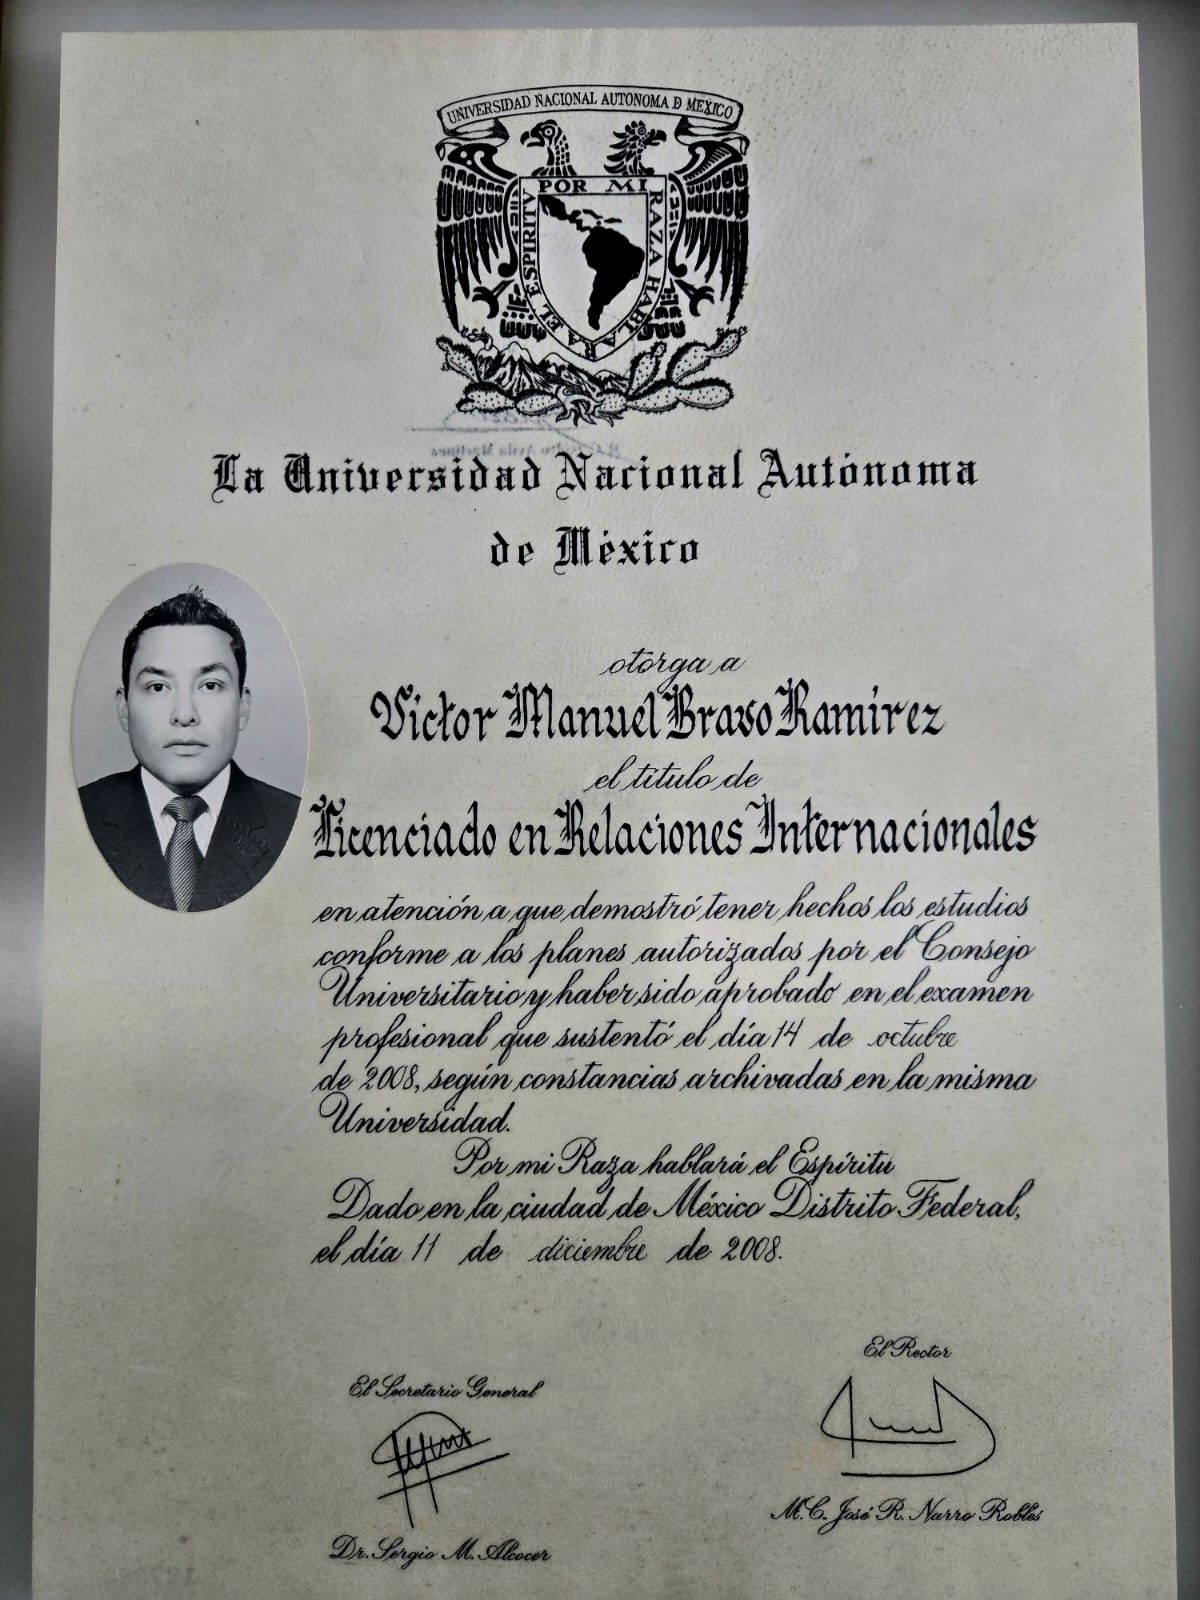 UNIVERSIDAD NACIONAL AUTONOMA D MEXICO
POR MI RAZA HABLARA EL ESPIRITV
La Universidad Nacional Autónoma
de México
otorga a
Víctor Manuel Bravo Ramírez
el título de
Licenciado en Relaciones Internacionales
en atención a que demostró tener hechos los estudios
conforme a los planes autorizados por el Consejo
Universitario y haber sido aprobado en el examen
profesional que sustentó el día 14 de octubre
de 2008, según constancias archivadas en la misma
Universidad.
Por mi Raza hablará el Espíritu
Dado en la ciudad de México Distrito Federal,
el día 11 de diciembre de 2008.
El Rector
El Secretario General
M.C. José R. Narro Robles
Dr. Sergio M. Alcocer